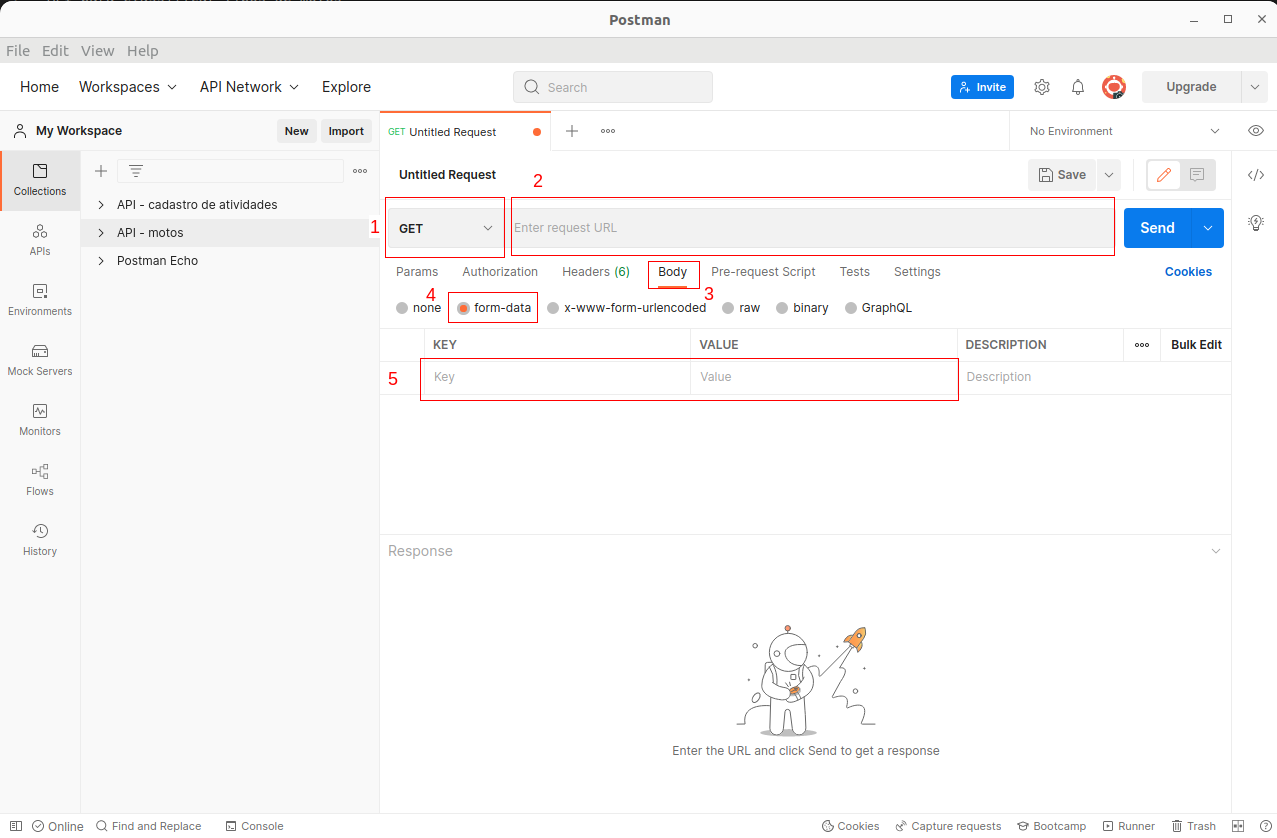 Postman
File Edit View Help
Home Workspaces API Network Explore Search Invite Upgrade
My Workspace New Import GET Untitled Request No Environment
Collections
APIs
Environments
Mock Servers
Monitors
Flows
History
API - cadastro de atividades
API - motos
Postman Echo
Untitled Request Save
1 2
GET Enter request URL Send
Params Authorization Headers (6) Body Pre-request Script Tests Settings Cookies
4 3
none form-data x-www-form-urlencoded raw binary GraphQL
KEY VALUE DESCRIPTION Bulk Edit
5 Key Value Description
Response
Enter the URL and click Send to get a response
Online Find and Replace Console Cookies Capture requests Bootcamp Runner Trash